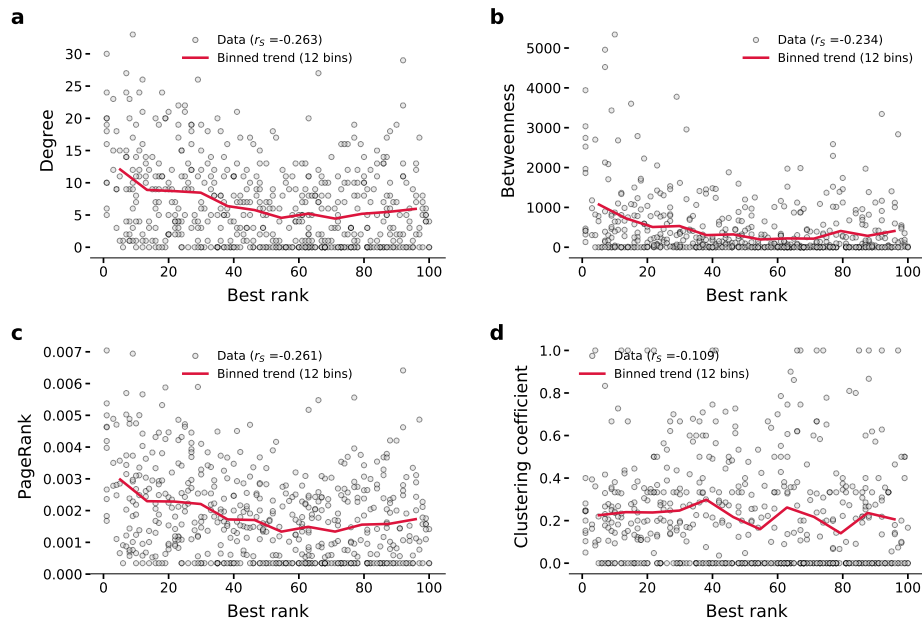 a
Data (rS =-0.263)
Binned trend (12 bins)
Degree
30
25
20
15
10
5
0
0 20 40 60 80 100
Best rank
b
Data (rS =-0.234)
Binned trend (12 bins)
Betweenness
5000
4000
3000
2000
1000
0
0 20 40 60 80 100
Best rank
c
Data (rS =-0.261)
Binned trend (12 bins)
PageRank
0.007
0.006
0.005
0.004
0.003
0.002
0.001
0.000
0 20 40 60 80 100
Best rank
d
Data (rS =-0.109)
Binned trend (12 bins)
Clustering coefficient
1.0
0.8
0.6
0.4
0.2
0.0
0 20 40 60 80 100
Best rank